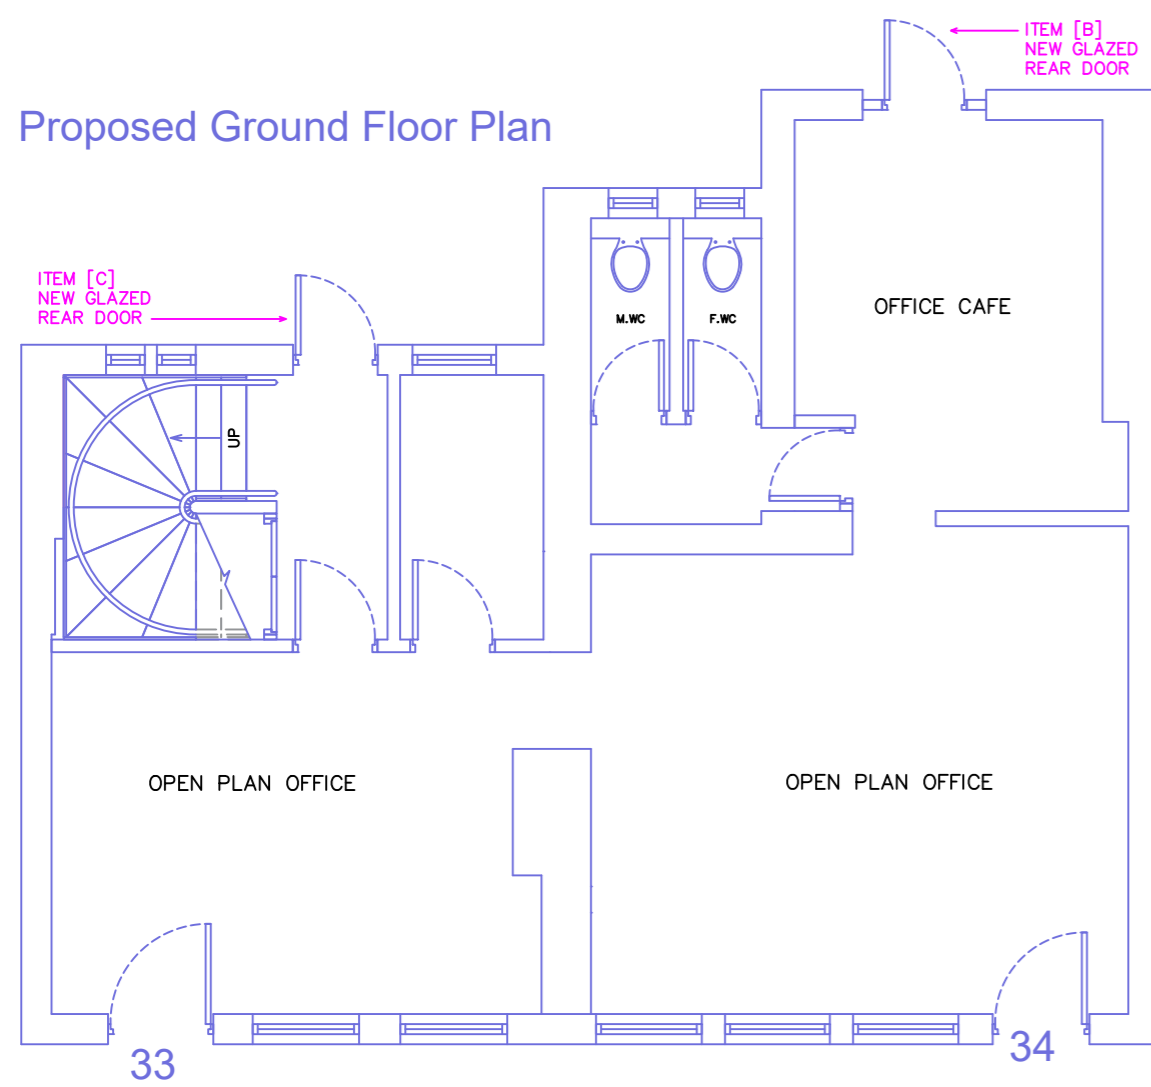 ITEM [B]
NEW GLAZED
REAR DOOR
Proposed Ground Floor Plan
ITEM [C]
NEW GLAZED
REAR DOOR
OFFICE CAFE
M.WC
F.WC
UP
OPEN PLAN OFFICE
OPEN PLAN OFFICE
33
34